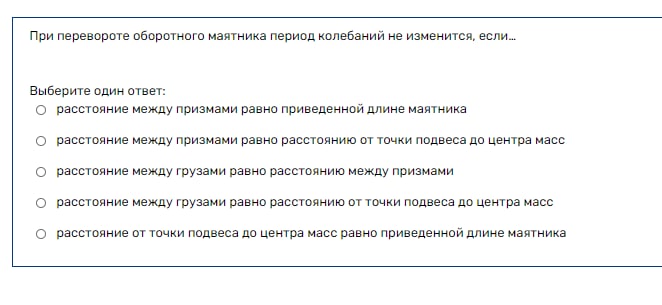 При перевороте оборотного маятника период колебаний не изменится, если...
Выберите один ответ:
расстояние между призмами равно приведенной длине маятника
расстояние между призмами равно расстоянию от точки подвеса до центра масс
расстояние между грузами равно расстоянию между призмами
расстояние между грузами равно расстоянию от точки подвеса до центра масс
расстояние от точки подвеса до центра масс равно приведенной длине маятника